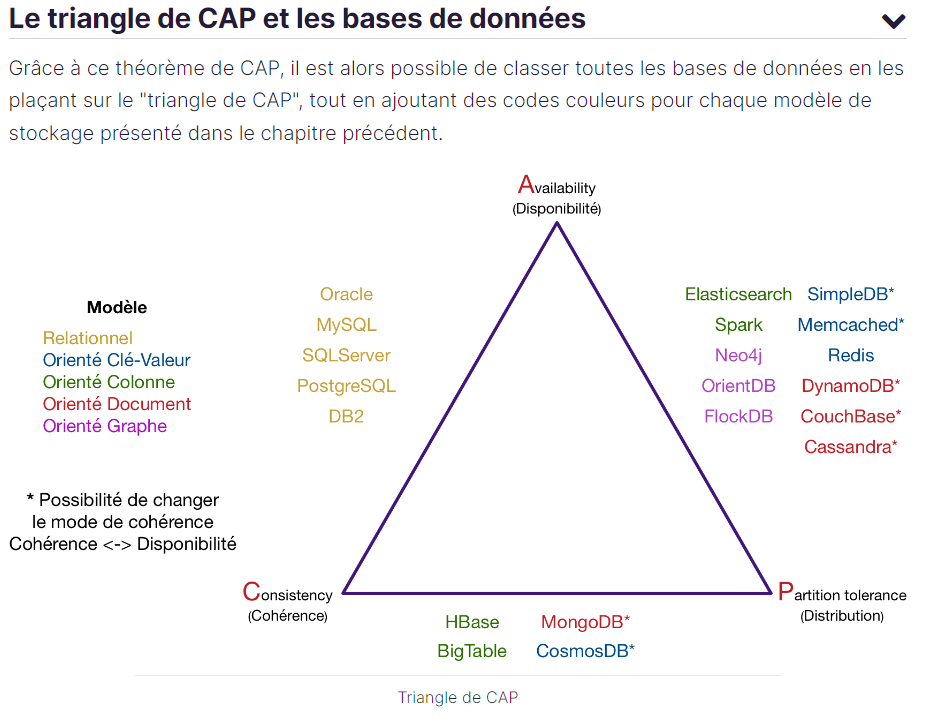 Le triangle de CAP et les bases de données
Grâce à ce théorème de CAP, il est alors possible de classer toutes les bases de données en les
plaçant sur le "triangle de CAP", tout en ajoutant des codes couleurs pour chaque modèle de
stockage présenté dans le chapitre précédent.
Availability
(Disponibilité)
Modèle
Relationnel
Orienté Clé-Valeur
Orienté Colonne
Orienté Document
Orienté Graphe
* Possibilité de changer
le mode de cohérence
Cohérence <-> Disponibilité
Oracle
MySQL
SQLServer
PostgreSQL
DB2
Elasticsearch SimpleDB*
Spark Memcached*
Neo4j Redis
OrientDB DynamoDB*
FlockDB CouchBase*
Cassandra*
Consistency
(Cohérence)
Partition tolerance
(Distribution)
HBase MongoDB*
BigTable CosmosDB*
Triangle de CAP